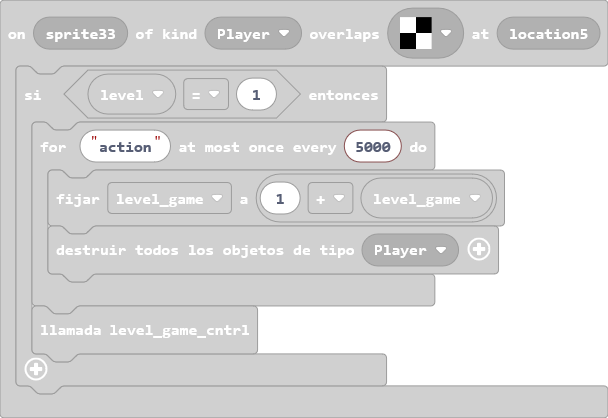 on sprite33 of kind Player overlaps at location5
si level = 1 entonces
for "action" at most once every 5000 do
fijar level_game a 1 + level_game
destruir todos los objetos de tipo Player
llamada level_game_cntrl